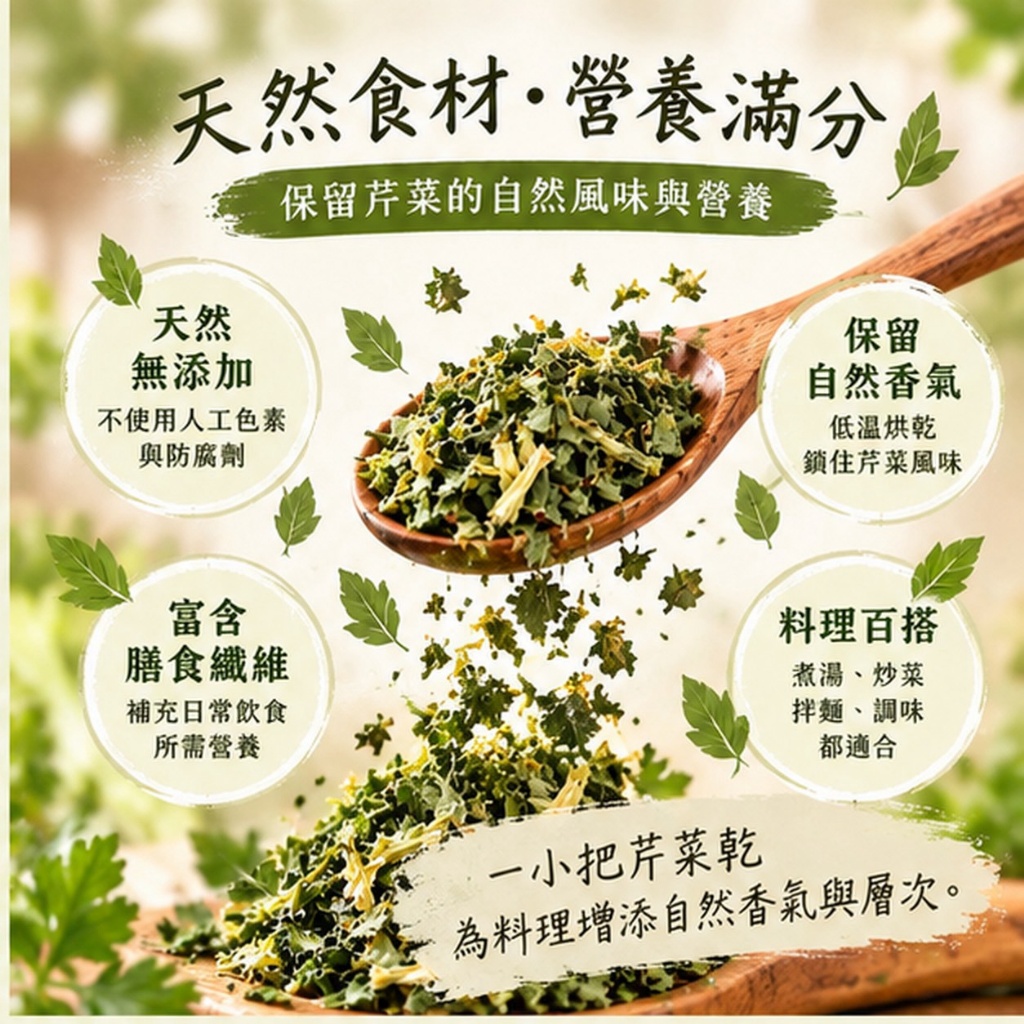 天然食材·營養滿分
保留芹菜的自然風味與營養
天然
無添加
不使用人工色素
與防腐劑
保留
自然香氣
低溫烘乾
鎖住芹菜風味
富含
膳食纖維
補充日常飲食
所需營養
料理百搭
煮湯、炒菜
拌麵、調味
都適合
一小把芹菜乾
為料理增添自然香氣與層次。